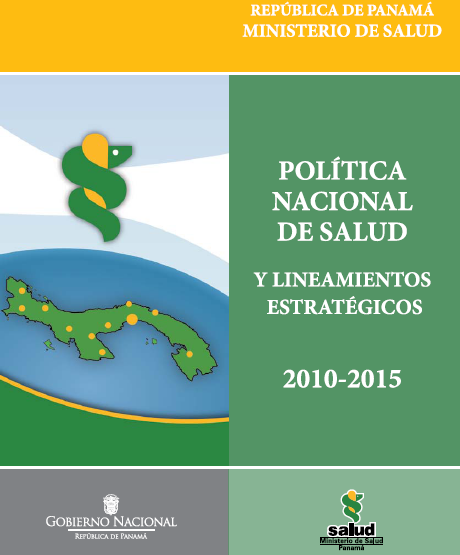 REPÚBLICA DE PANAMÁ
MINISTERIO DE SALUD
POLÍTICA
NACIONAL
DE SALUD
Y LINEAMIENTOS
ESTRATÉGICOS
2010-2015
GOBIERNO NACIONAL
REPÚBLICA DE PANAMÁ
salud
Ministerio de Salud
Panamá